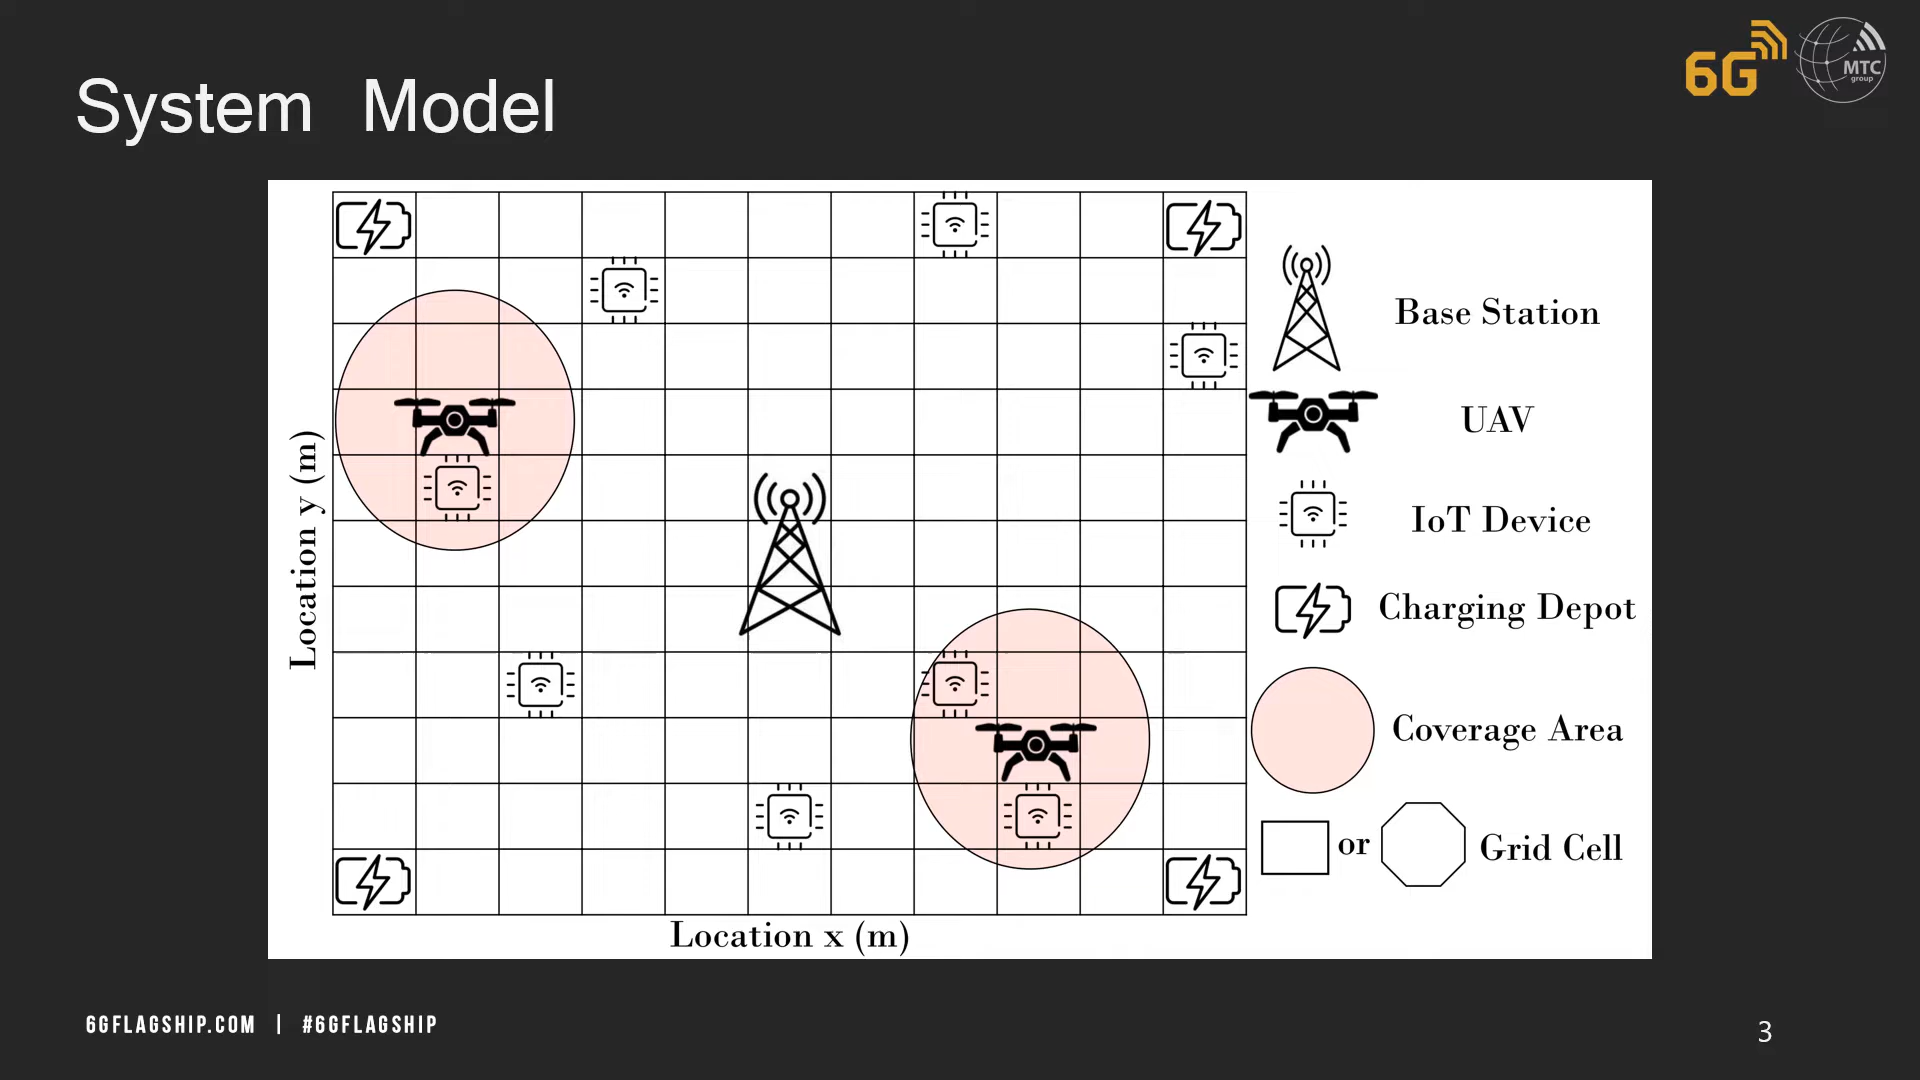 6G
MTC
group
System Model
Base Station
UAV
IoT Device
Charging Depot
Coverage Area
or
Grid Cell
Location y (m)
Location x (m)
6GFLAGSHIP.COM | #6GFLAGSHIP
3